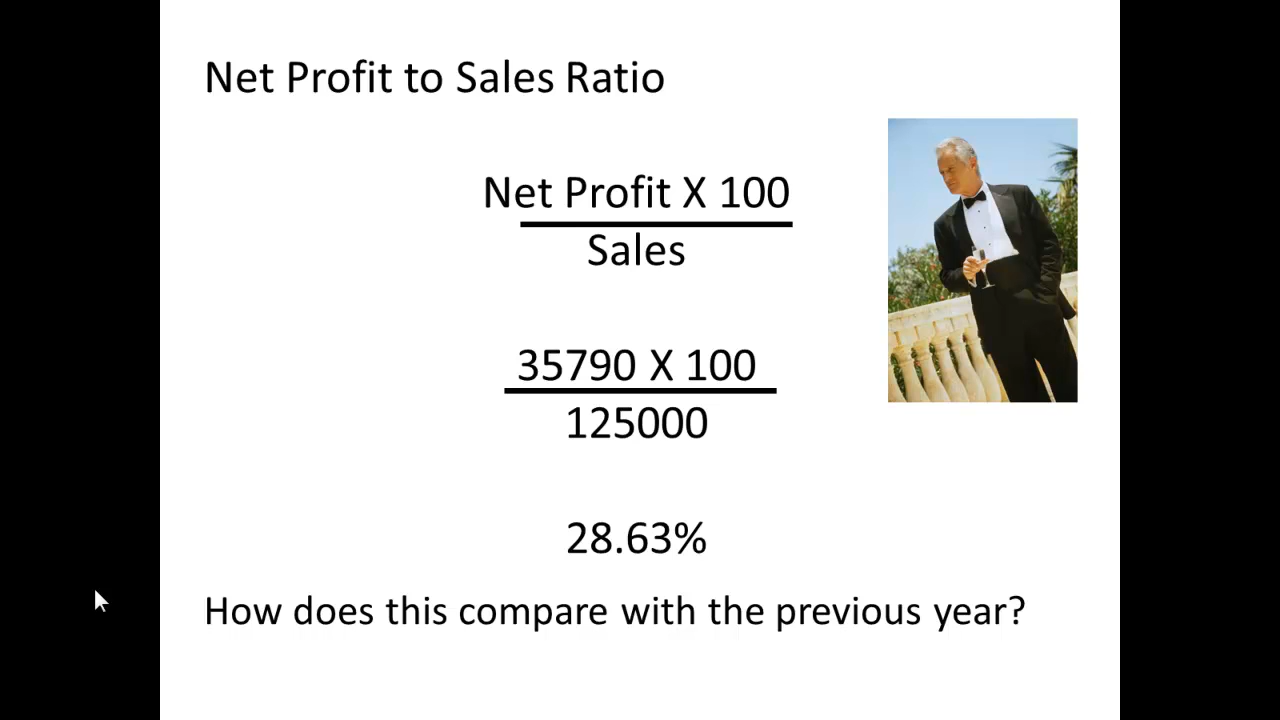 Net Profit to Sales Ratio
Net Profit X 100
Sales
35790 X 100
125000
28.63%
How does this compare with the previous year?